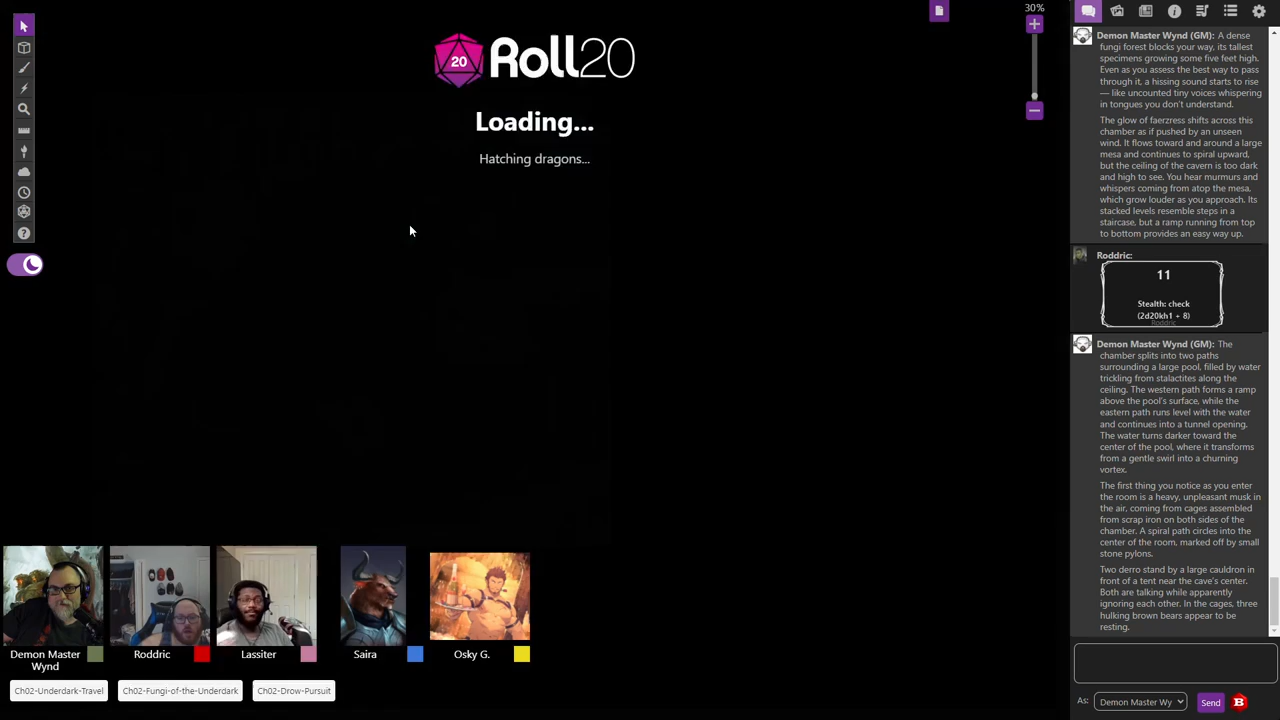 30%
20
Roll20
Loading...
Hatching dragons...
Demon Master Wynd (GM): A dense
fungi forest blocks your way, its tallest
specimens growing some five feet high.
Even as you assess the best way to pass
through it, a hissing sound starts to rise
— like uncounted tiny voices whispering
in tongues you don't understand.
The glow of faerzress shifts across this
chamber as if pushed by an unseen
wind. It flows toward and around a large
mesa and continues to spiral upward,
but the ceiling of the cavern is too dark
and high to see. You hear murmurs and
whispers coming from atop the mesa,
which grow louder as you approach. Its
stacked levels resemble steps in a
staircase, but a ramp running from top
to bottom provides an easy way up.
Roddric:
11
Stealth: check
(2d20kh1 + 8)
Roddric
Demon Master Wynd (GM): The
chamber splits into two paths
surrounding a large pool, filled by water
trickling from stalactites along the
ceiling. The western path forms a ramp
above the pool's surface, while the
eastern path runs level with the water
and continues into a tunnel opening.
The water turns darker toward the
center of the pool, where it transforms
from a gentle swirl into a churning
vortex.
The first thing you notice as you enter
the room is a heavy, unpleasant musk in
the air, coming from cages assembled
from scrap iron on both sides of the
chamber. A spiral path circles into the
center of the room, marked off by small
stone pylons.
Two derro stand by a large cauldron in
front of a tent near the cave's center.
Both are talking while apparently
ignoring each other. In the cages, three
hulking brown bears appear to be
resting.
Demon Master
Wynd
Roddric
Lassiter
Saira
Osky G.
Ch02-Underdark-Travel
Ch02-Fungi-of-the-Underdark
Ch02-Drow-Pursuit
As:
Demon Master Wy
Send